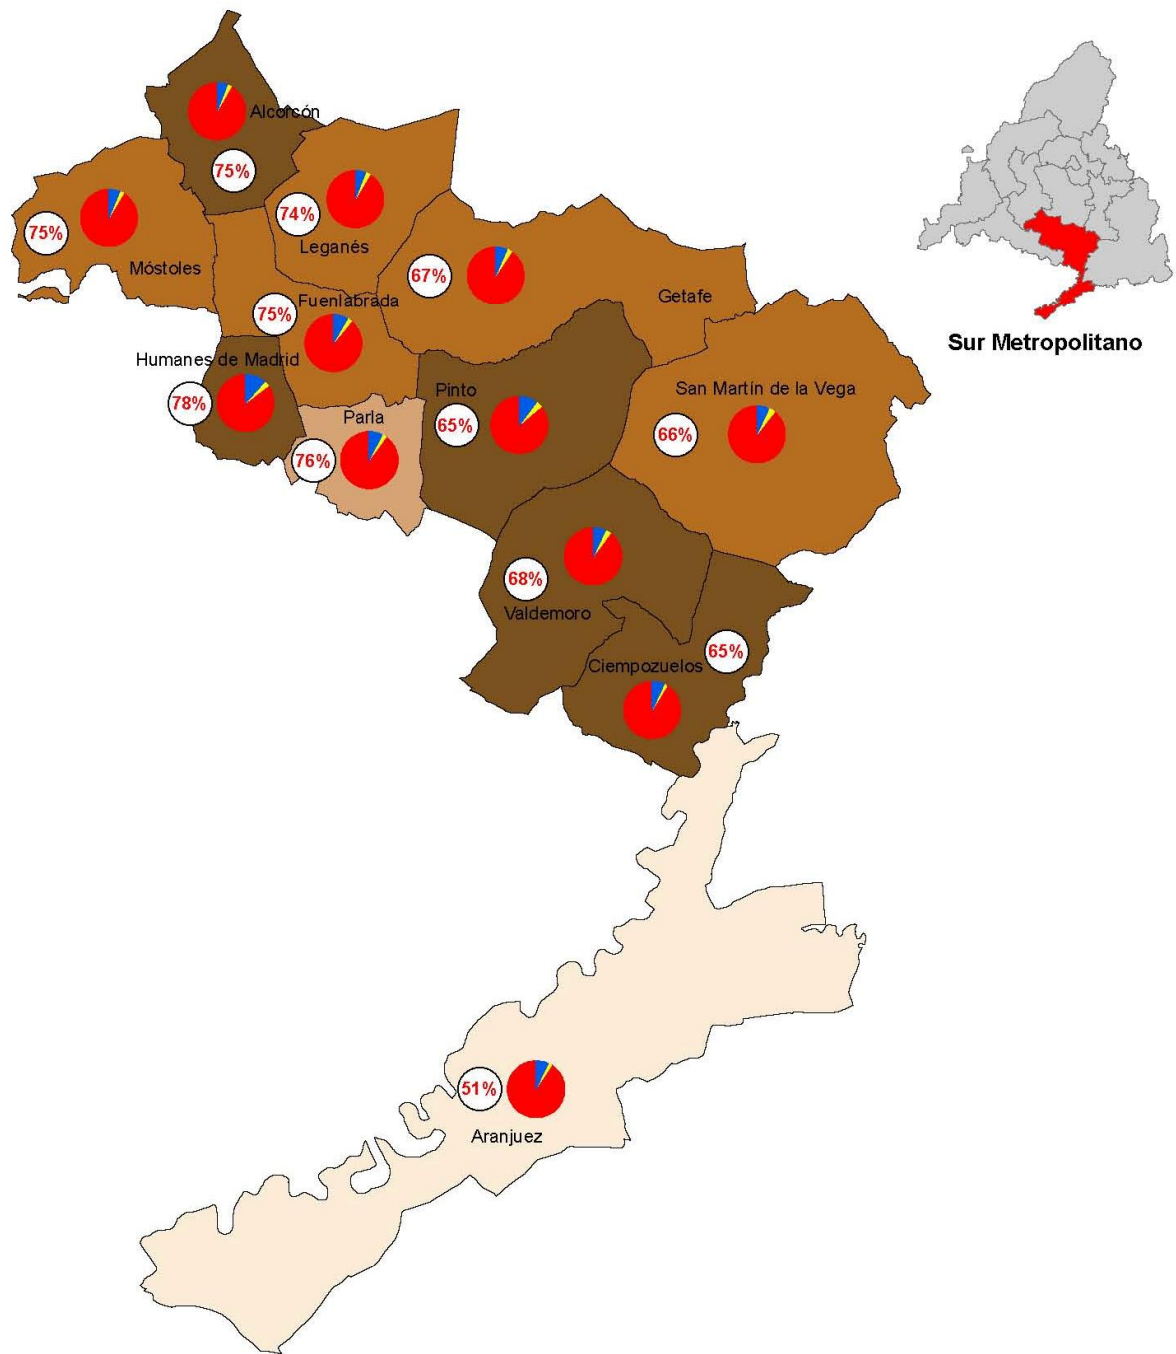 Alcorcón
75%
75%
Móstoles
74%
Leganés
67%
Getafe
Fuenlabrada
75%
Sur Metropolitano
Humanes de Madrid
78%
Parla
76%
Pinto
65%
San Martín de la Vega
66%
68%
Valdemoro
65%
Ciempozuelos
51%
Aranjuez